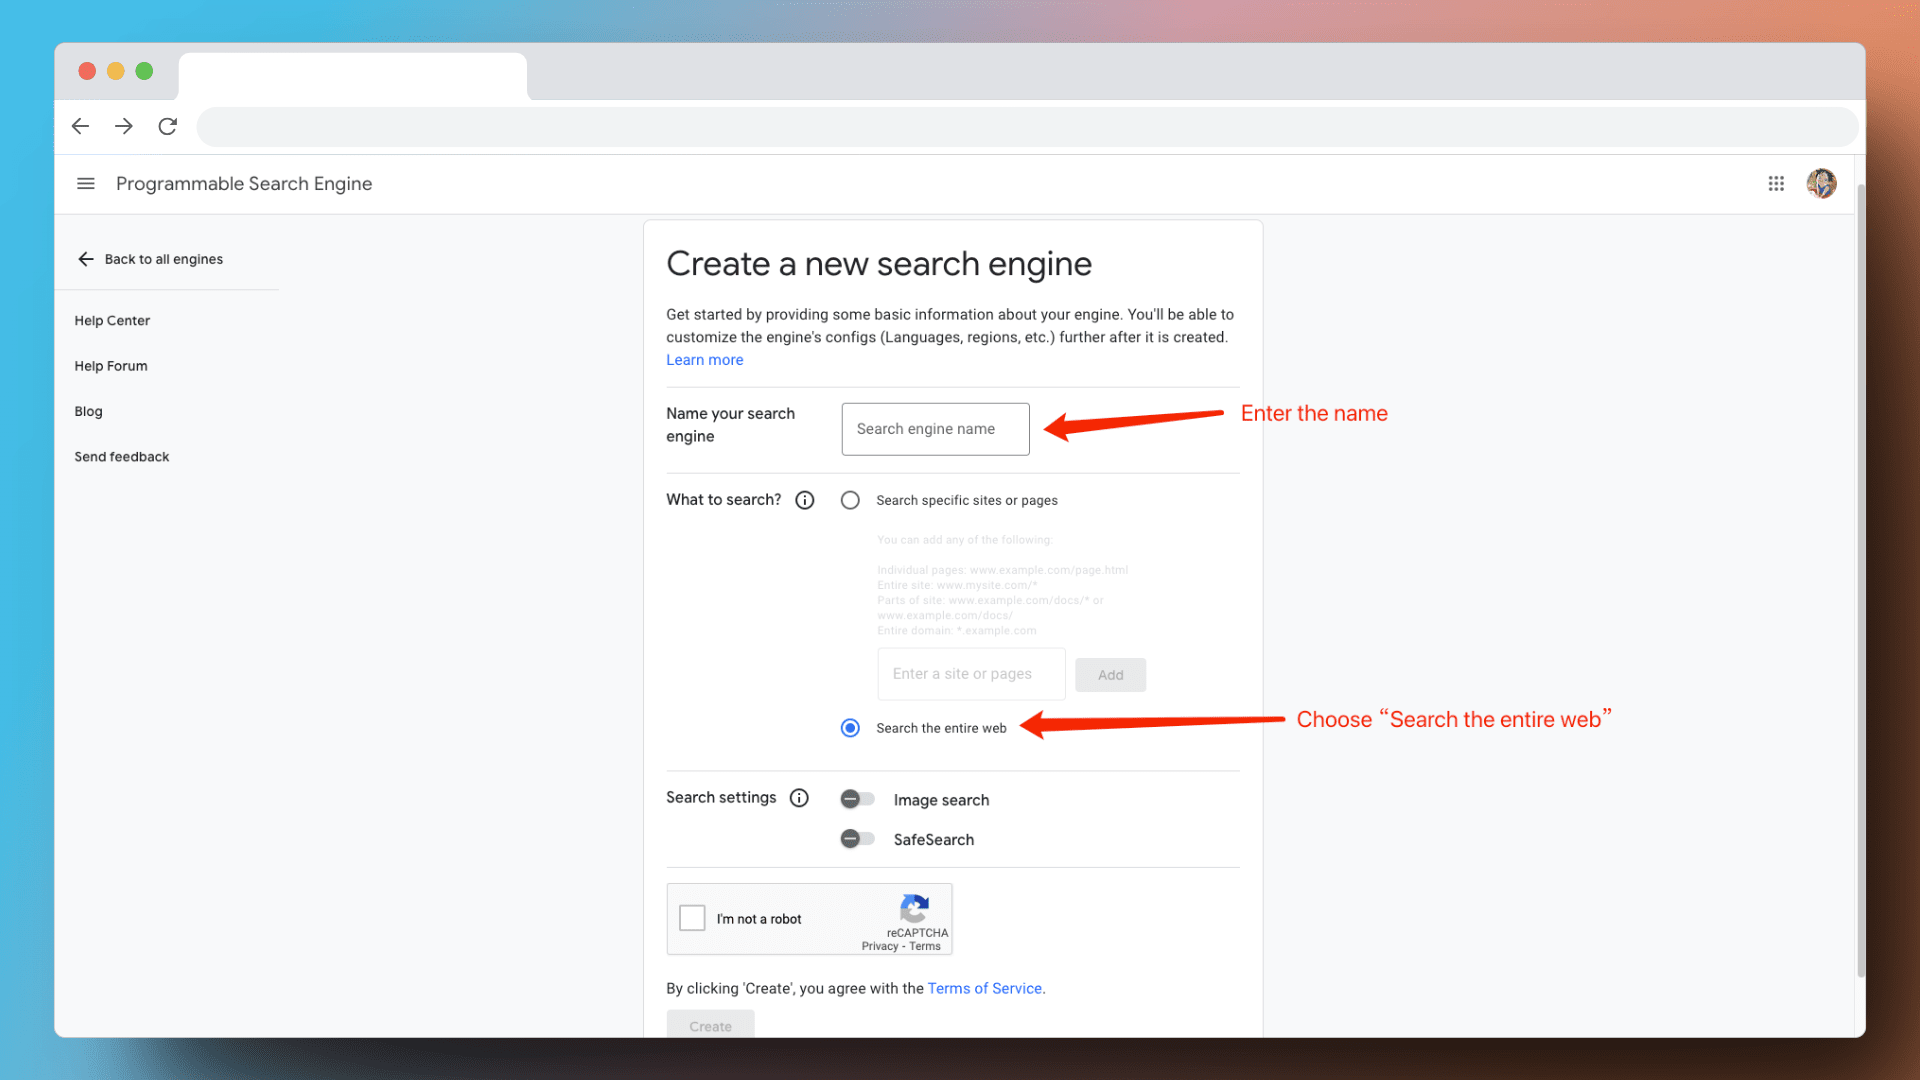 Programmable Search Engine
Back to all engines
Help Center
Help Forum
Blog
Send feedback
Create a new search engine
Get started by providing some basic information about your engine. You'll be able to
customize the engine's configs (Languages, regions, etc.) further after it is created.
Learn more
Name your search
engine
Search engine name
Enter the name
What to search?
Search specific sites or pages
You can add any of the following:
Individual pages: www.example.com/page.html
Entire site: www.mysite.com/*
Parts of site: www.example.com/docs/* or
www.example.com/docs/
Entire domain: *.example.com
Enter a site or pages
Add
Search the entire web
Choose “Search the entire web”
Search settings
Image search
SafeSearch
I'm not a robot
reCAPTCHA
Privacy - Terms
By clicking 'Create', you agree with the Terms of Service.
Create